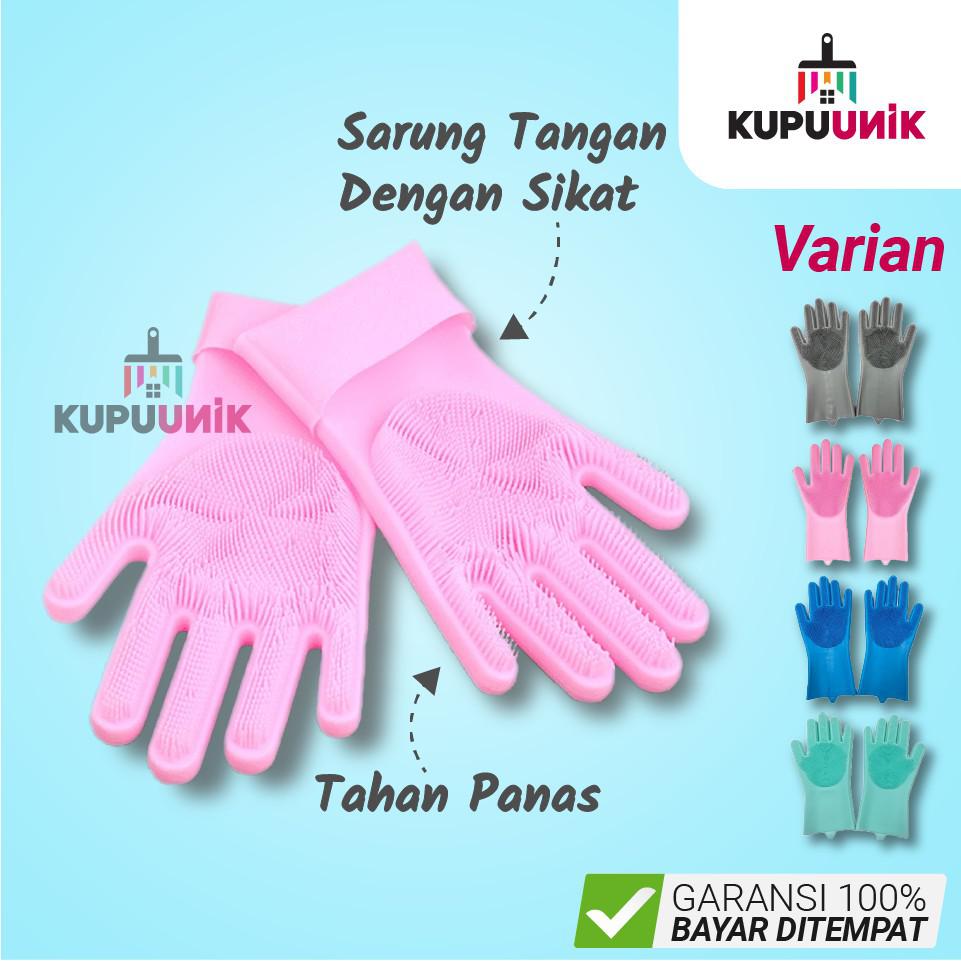 KUPUUNIK
Sarung Tangan
Dengan Sikat
Varian
KUPUUNIK
Tahan Panas
GARANSI 100%
BAYAR DITEMPAT